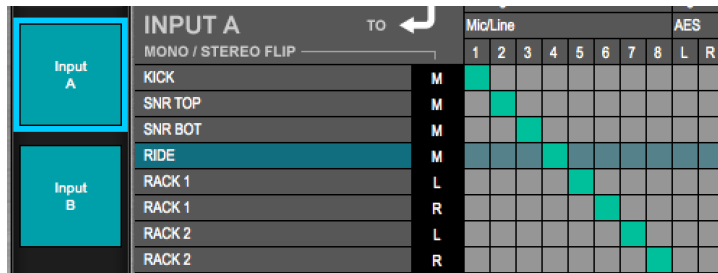 Input
A
Input
B
INPUT A TO
MONO / STEREO FLIP
Mic/Line AES
1 2 3 4 5 6 7 8 L R
KICK M
SNR TOP M
SNR BOT M
RIDE M
RACK 1 L
RACK 1 R
RACK 2 L
RACK 2 R